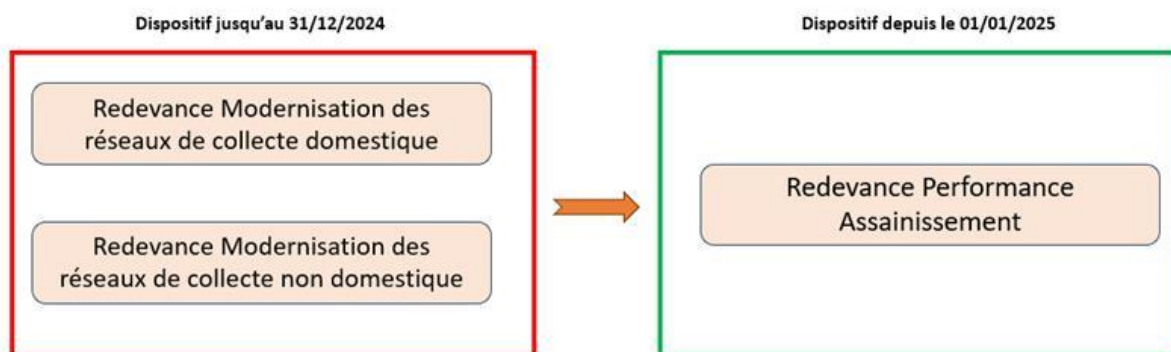 Dispositif jusqu'au 31/12/2024
Redevance Modernisation des
réseaux de collecte domestique
Redevance Modernisation des
réseaux de collecte non domestique
Dispositif depuis le 01/01/2025
Redevance Performance
Assainissement